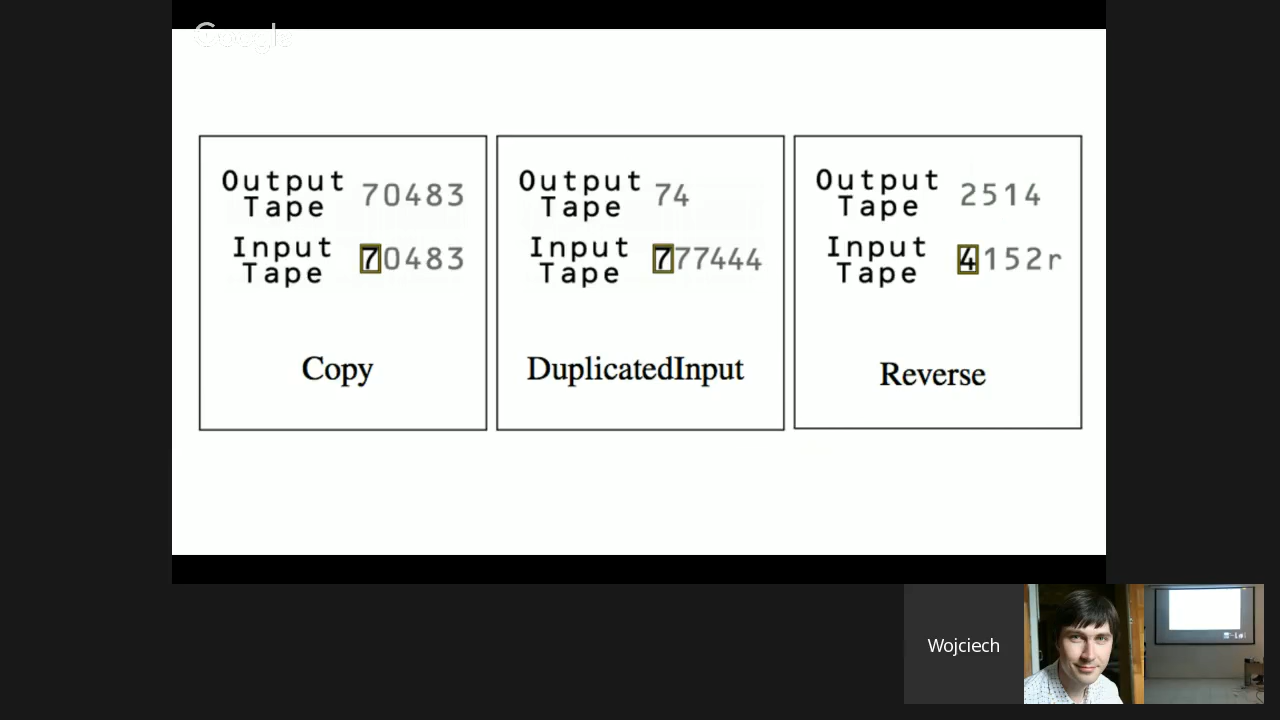 Google
Output Tape 70483
Input Tape 70483
Copy
Output Tape 74
Input Tape 777444
DuplicatedInput
Output Tape 2514
Input Tape 4152r
Reverse
Wojciech